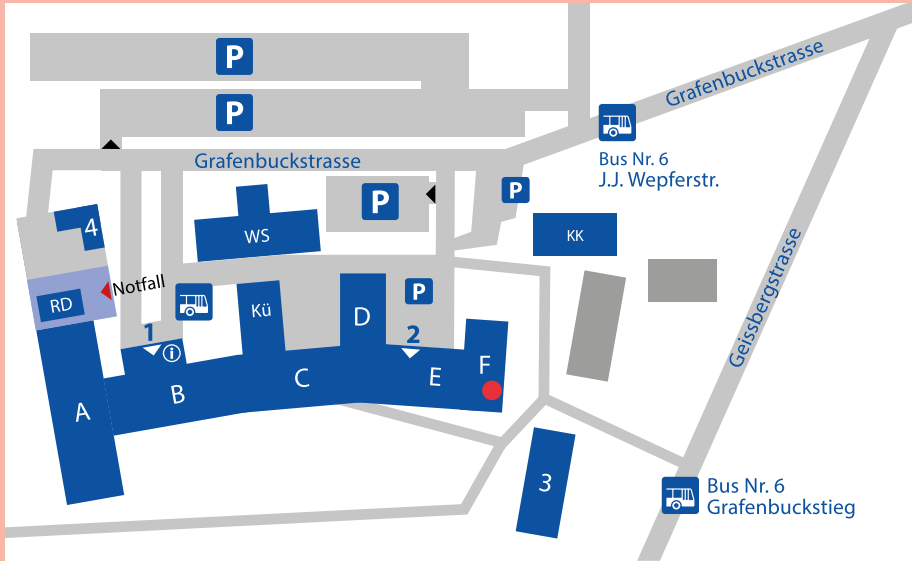 P
P
Grafenbuckstrasse
Grafenbuckstrasse
Bus Nr. 6
J.J. Wepferstr.
P
P
4
WS
KK
Notfall
RD
P
Kü
D
1
i
2
F
A
B
C
E
Geissbergstrasse
3
Bus Nr. 6
Grafenbuckstieg